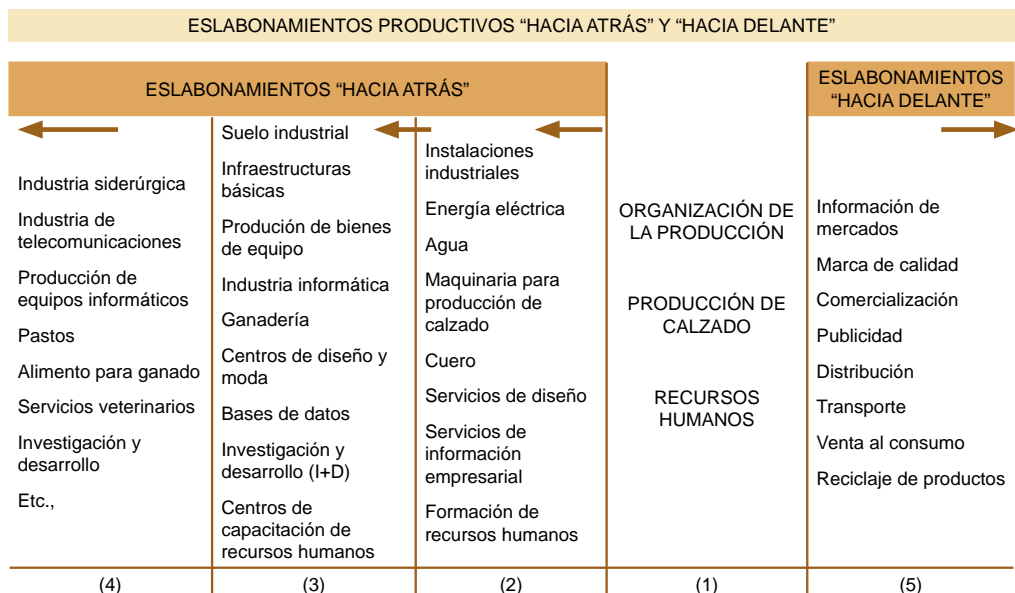 ESLABONAMIENTOS PRODUCTIVOS “HACIA ATRÁS” Y “HACIA DELANTE”
ESLABONAMIENTOS “HACIA ATRÁS”
Industria siderúrgica
Industria de
telecomunicaciones
Producción de
equipos informáticos
Pastos
Alimento para ganado
Servicios veterinarios
Investigación y
desarrollo
Etc.,
(4)
Suelo industrial
Infraestructuras
básicas
Produción de bienes
de equipo
Industria informática
Ganadería
Centros de diseño y
moda
Bases de datos
Investigación y
desarrollo (I+D)
Centros de
capacitación de
recursos humanos
(3)
Instalaciones
industriales
Energía eléctrica
Agua
Maquinaria para
producción de
calzado
Cuero
Servicios de diseño
Servicios de
información
empresarial
Formación de
recursos humanos
(2)
ORGANIZACIÓN DE
LA PRODUCCIÓN
PRODUCCIÓN DE
CALZADO
RECURSOS
HUMANOS
(1)
ESLABONAMIENTOS
“HACIA DELANTE”
Información de
mercados
Marca de calidad
Comercialización
Publicidad
Distribución
Transporte
Venta al consumo
Reciclaje de productos
(5)